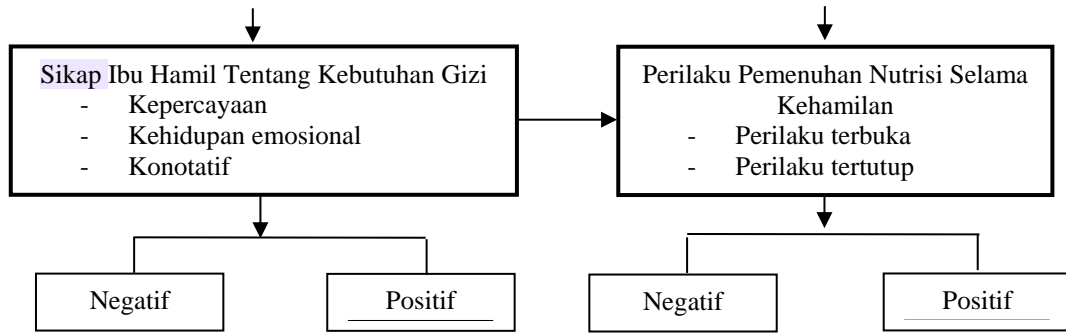 Sikap Ibu Hamil Tentang Kebutuhan Gizi
- Kepercayaan
- Kehidupan emosional
- Konotatif
Perilaku Pemenuhan Nutrisi Selama
Kehamilan
- Perilaku terbuka
- Perilaku tertutup
Negatif
Positif
Negatif
Positif